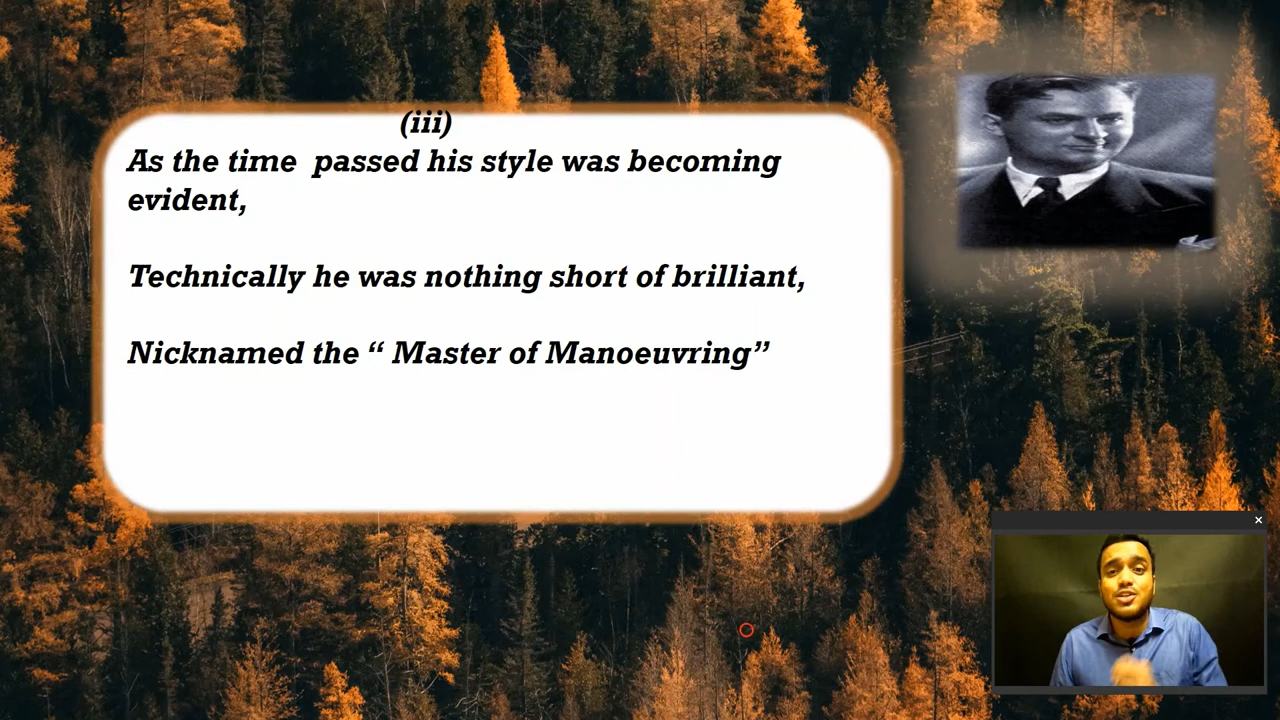 (iii)
As the time  passed his style was becoming
evident,
Technically he was nothing short of brilliant,
Nicknamed the “ Master of Manoeuvring”